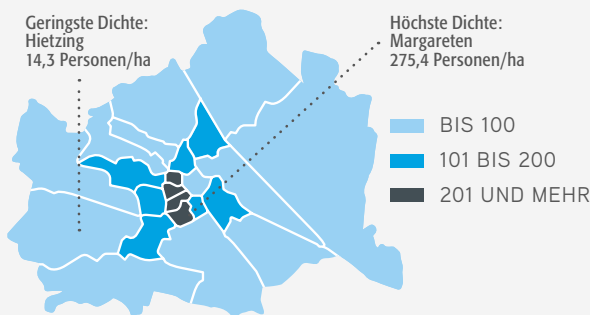 Geringste Dichte:
Hietzing
14,3 Personen/ha
Höchste Dichte:
Margareten
275,4 Personen/ha
BIS 100
101 BIS 200
201 UND MEHR